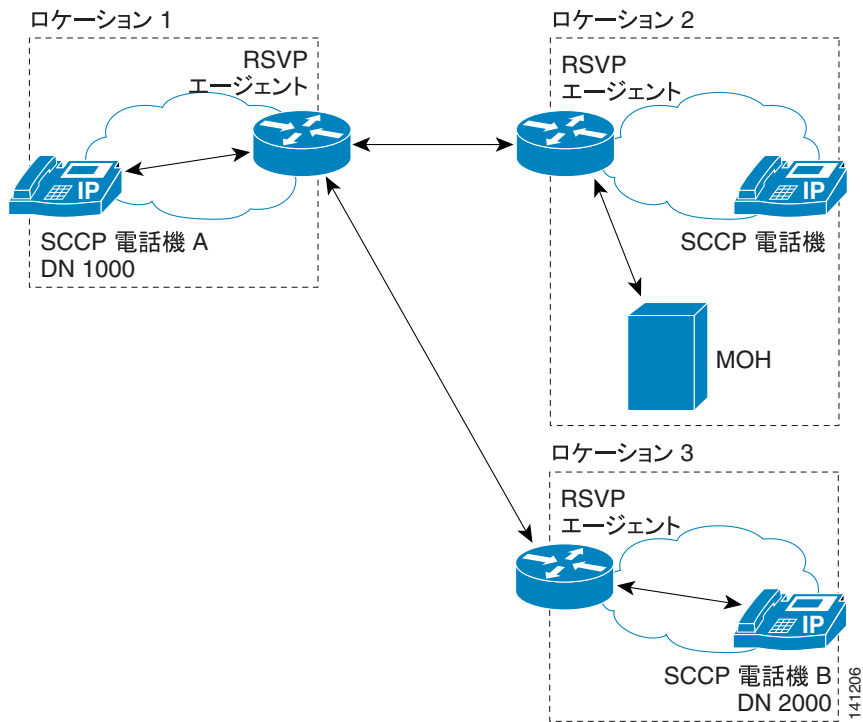 ロケーション 1
RSVP
エージェント
IP
SCCP 電話機 A
DN 1000
ロケーション 2
RSVP
エージェント
IP
SCCP 電話機
MOH
ロケーション 3
RSVP
エージェント
IP
SCCP 電話機 B
DN 2000
141206